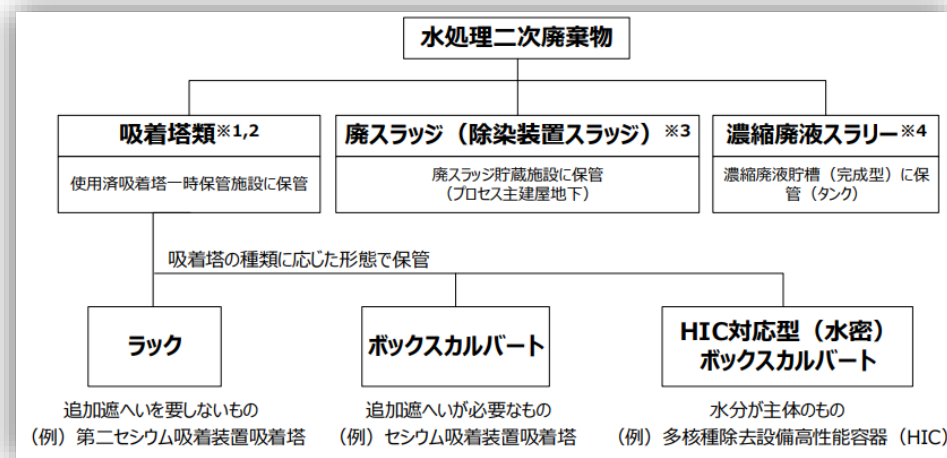 水処理二次廃棄物
吸着塔類※1,2
使用済吸着塔一時保管施設に保管
廃スラッジ（除染装置スラッジ）※3
廃スラッジ貯蔵施設に保管
（プロセス主建屋地下）
濃縮廃液スラリー※4
濃縮廃液貯槽（完成型）に保
管（タンク）
吸着塔の種類に応じた形態で保管
ラック
追加遮へいを要しないもの
（例）第二セシウム吸着装置吸着塔
ボックスカルバート
追加遮へいが必要なもの
（例）セシウム吸着装置吸着塔
HIC対応型（水密）
ボックスカルバート
水分が主体のもの
（例）多核種除去設備高性能容器（HIC）